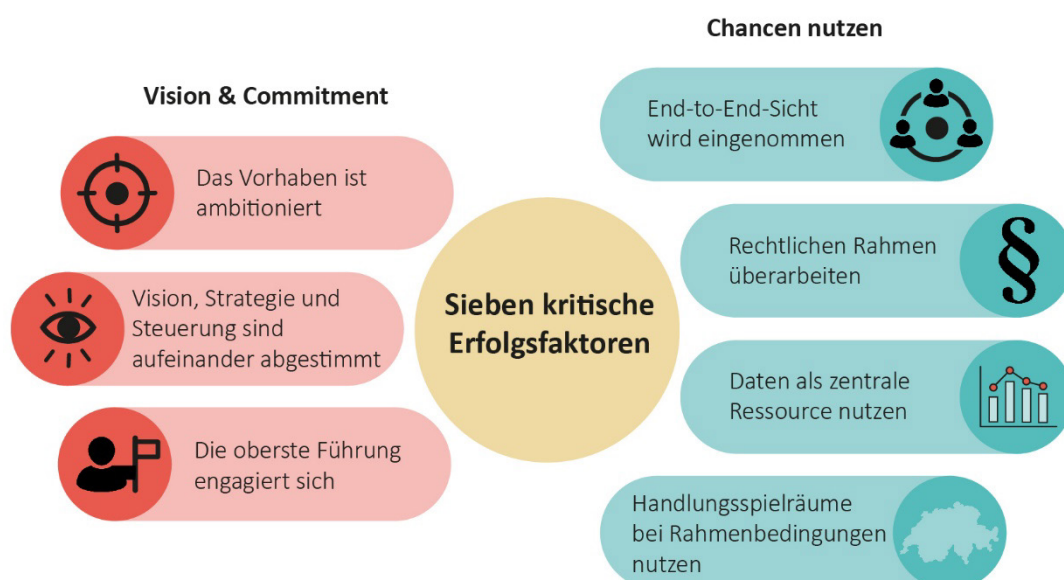 Vision & Commitment
Das Vorhaben ist
ambitioniert
Vision, Strategie und
Steuerung sind
aufeinander abgestimmt
Die oberste Führung
engagiert sich
Sieben kritische
Erfolgsfaktoren
Chancen nutzen
End-to-End-Sicht
wird eingenommen
Rechtlichen Rahmen
überarbeiten
§
Daten als zentrale
Ressource nutzen
Handlungsspielräume
bei Rahmenbedingungen
nutzen